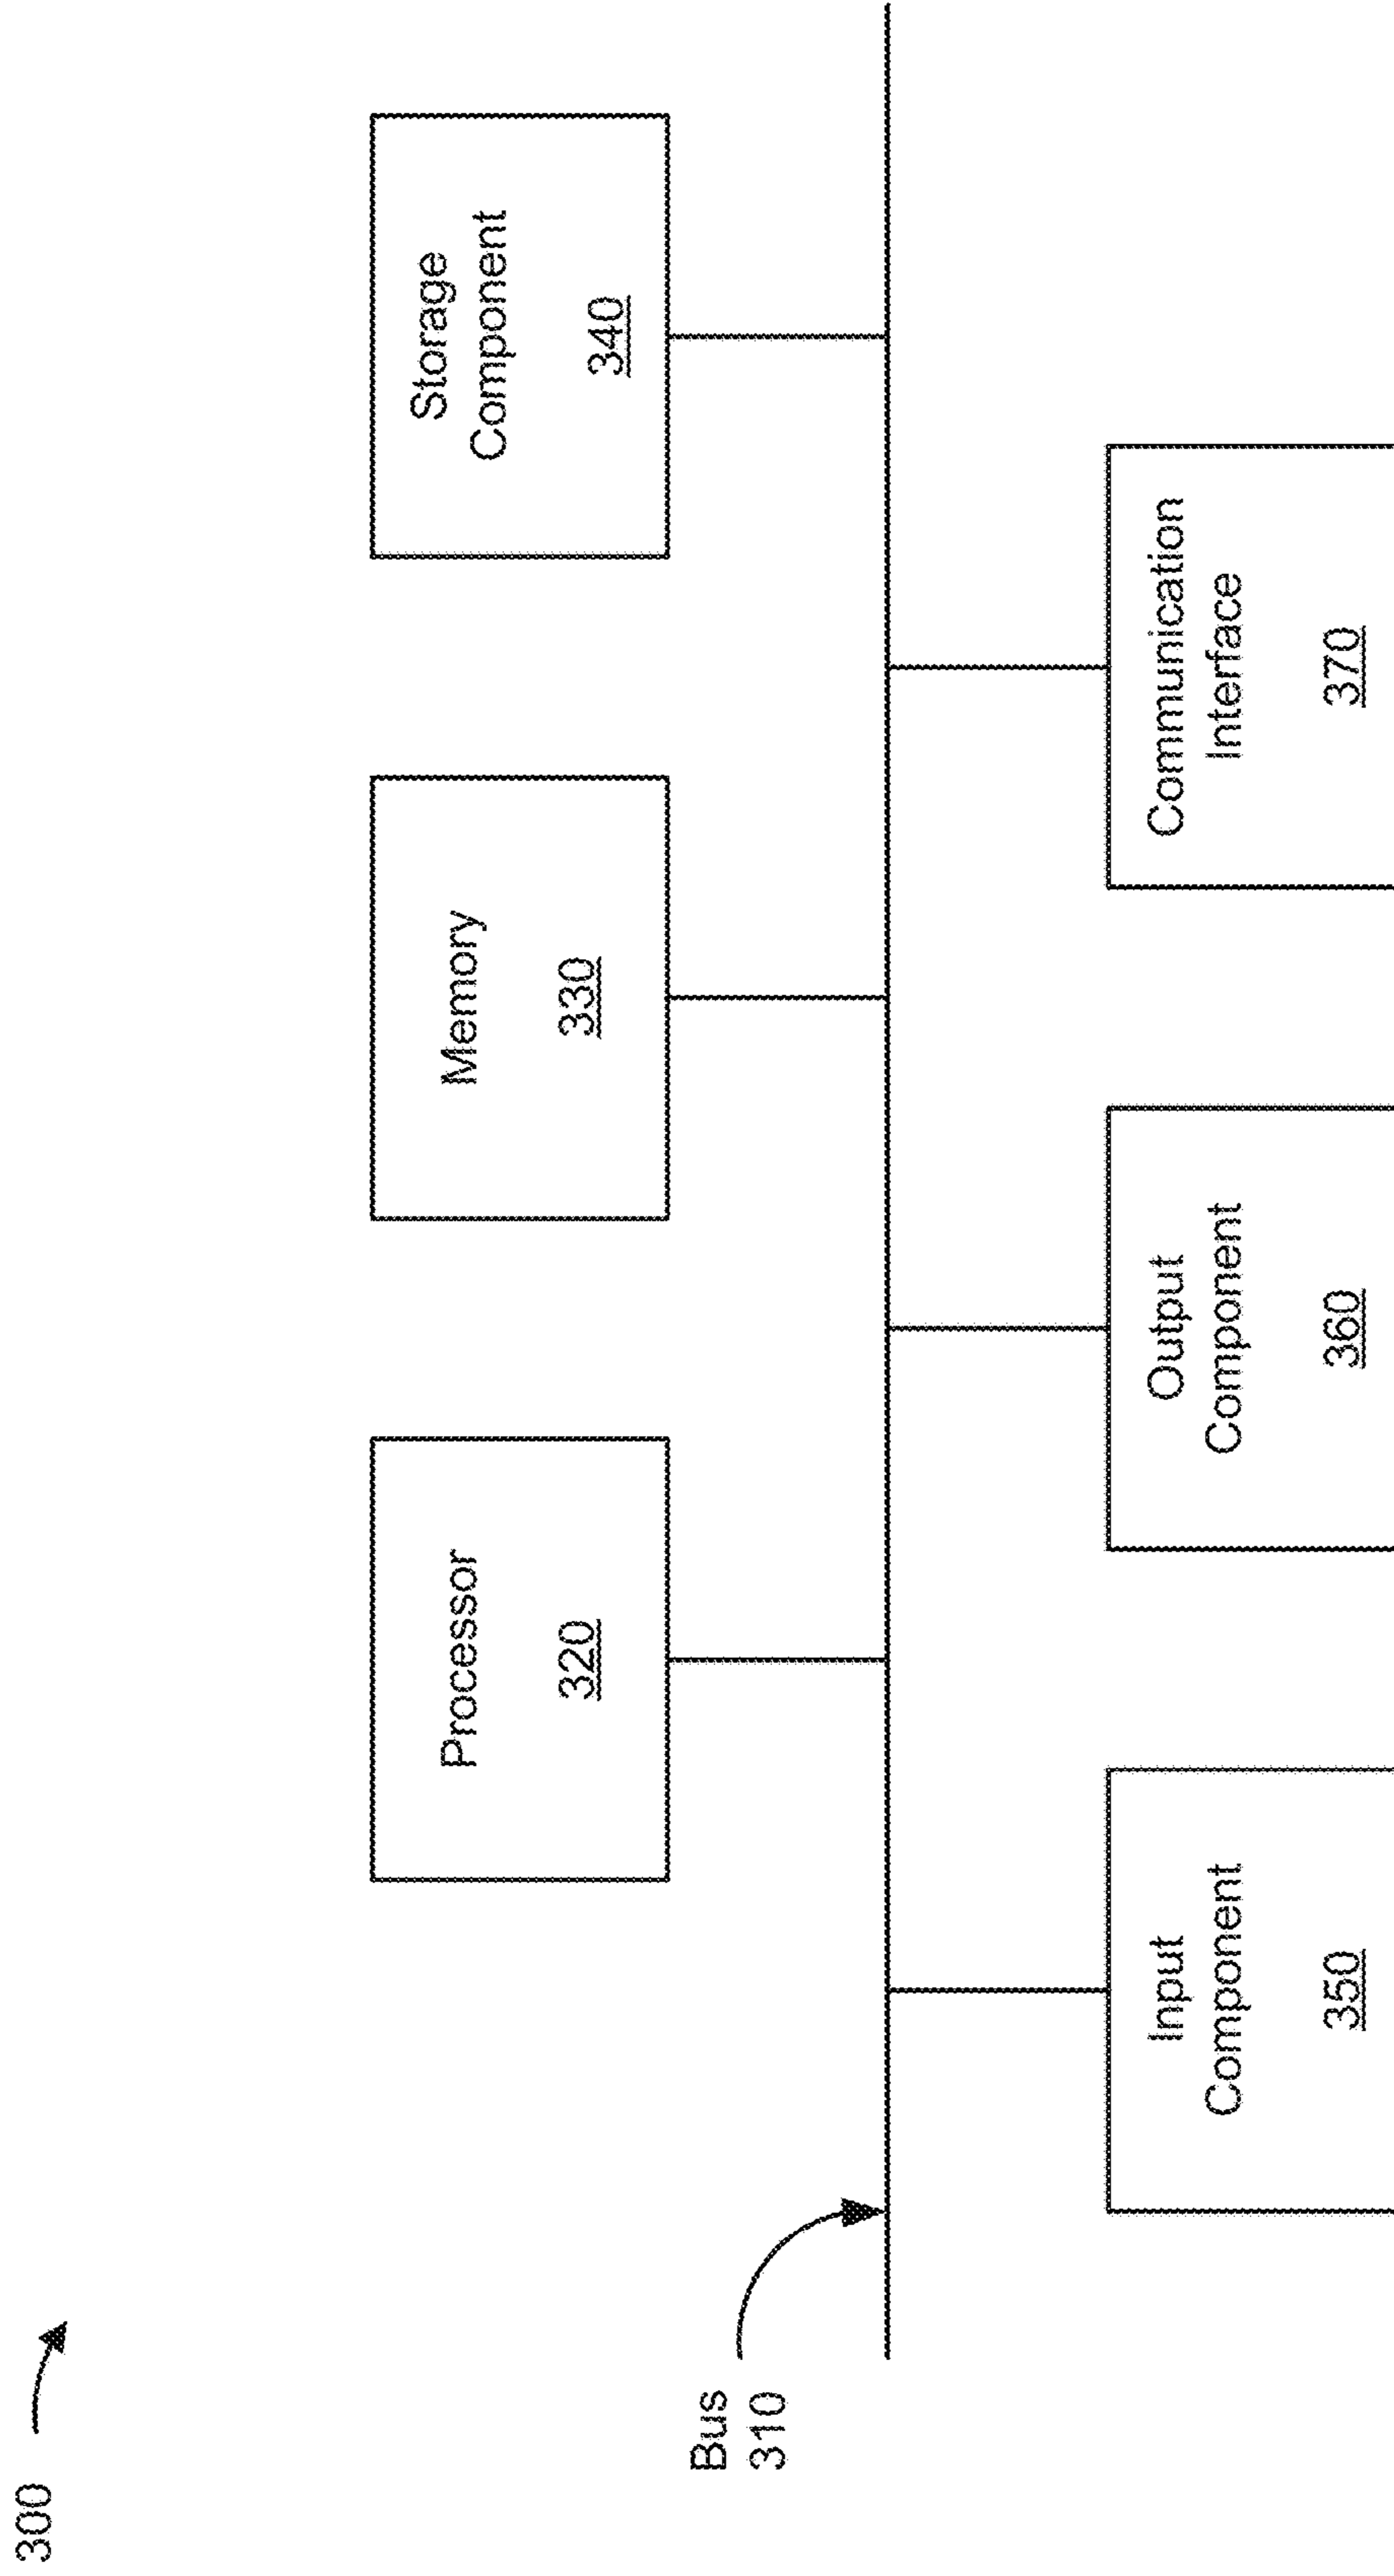 300
Processor
320
Memory
330
Storage
Component
340
Bus
310
Input
Component
350
Output
Component
360
Communication
Interface
370